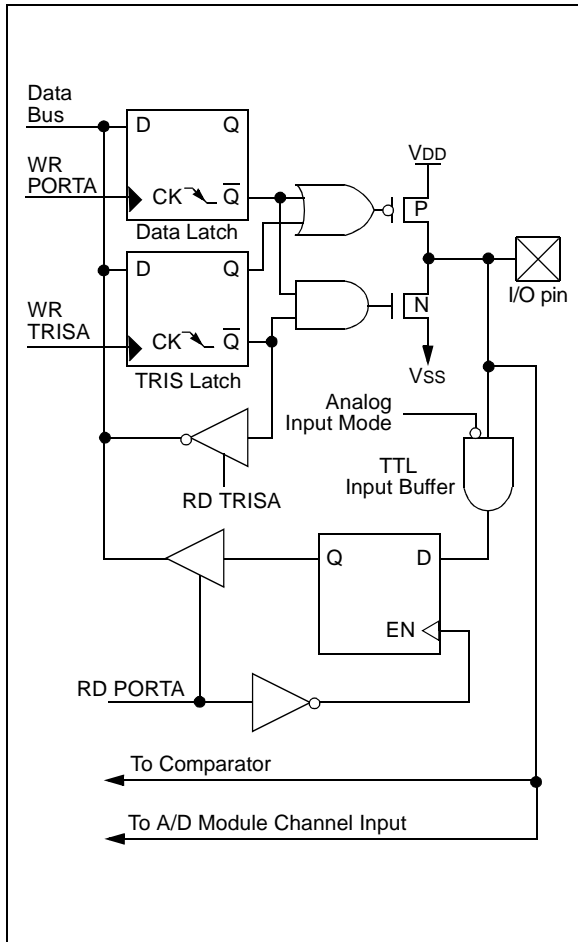 Data
Bus
D Q
WR
PORTA
CK Q
Data Latch
VDD
P
D Q
I/O pin
WR
TRISA
CK Q
N
TRIS Latch
VSS
Analog
Input Mode
TTL
Input Buffer
RD TRISA
Q D
EN
RD PORTA
To Comparator
To A/D Module Channel Input